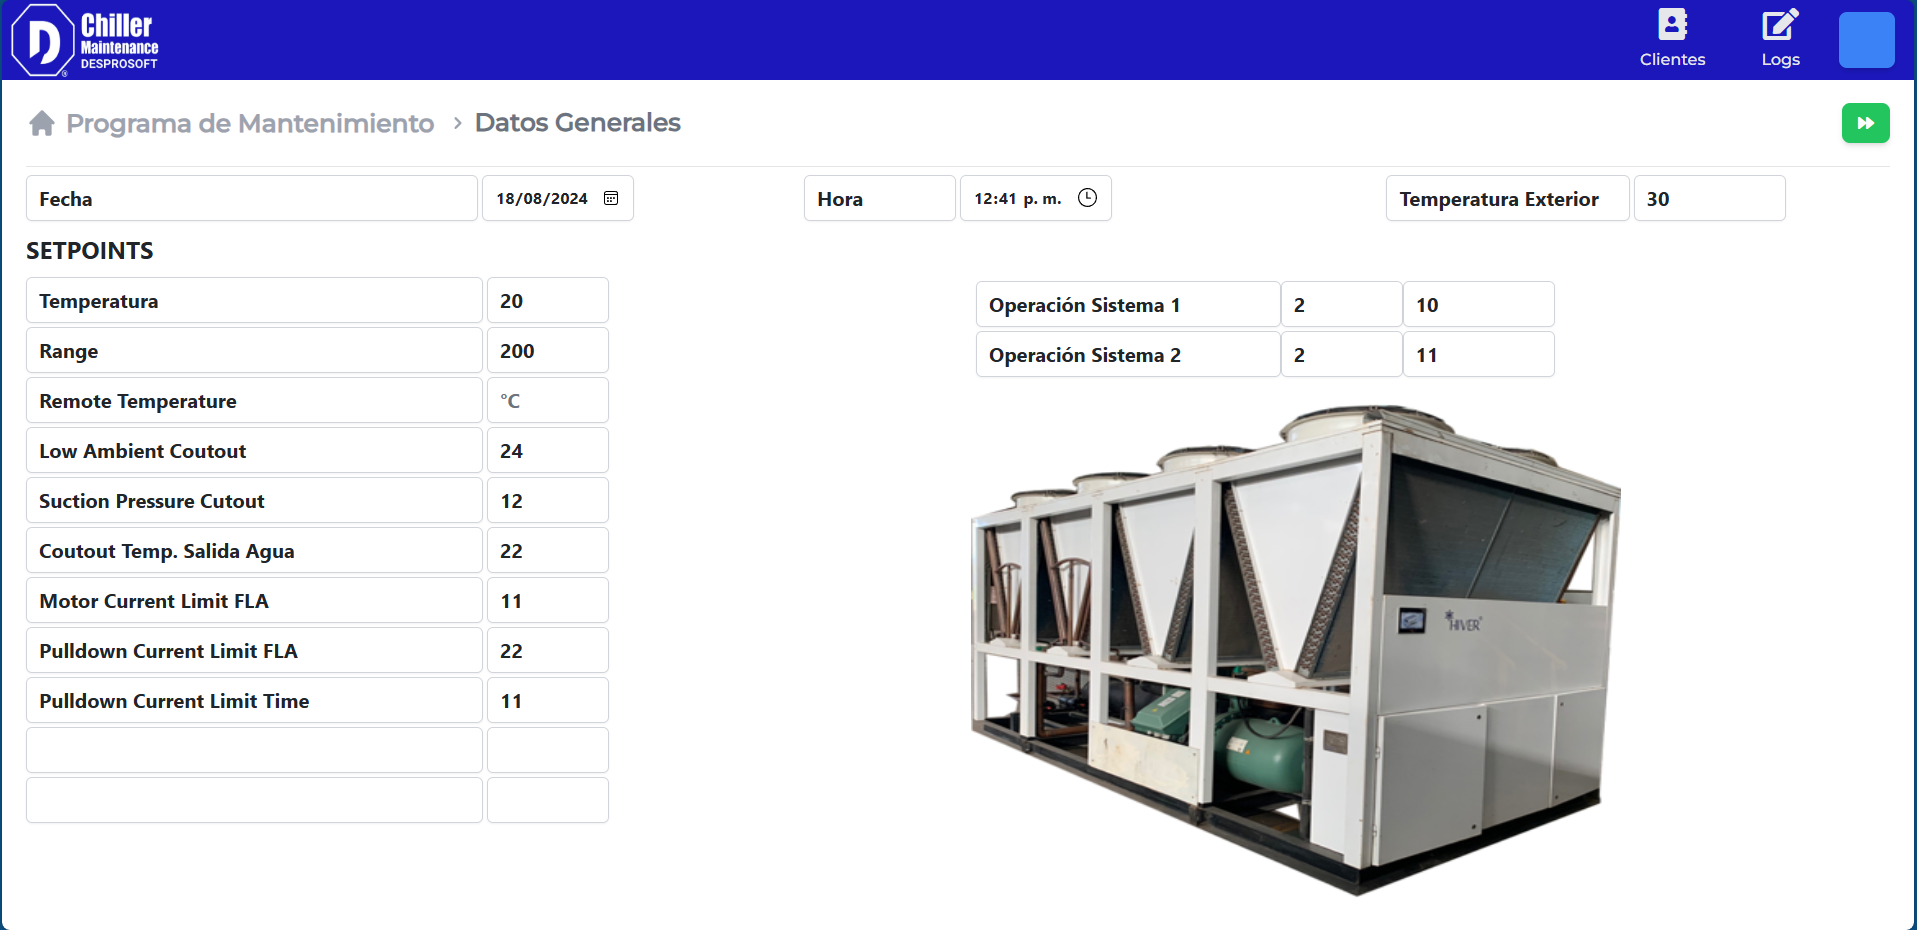 Chiller
Maintenance
DESPROSOFT
Clientes
Logs
Programa de Mantenimiento > Datos Generales
Fecha 18/08/2024 Hora 12:41 p. m. Temperatura Exterior 30
SETPOINTS
Temperatura 20
Range 200
Remote Temperature °C
Low Ambient Coutout 24
Suction Pressure Cutout 12
Coutout Temp. Salida Agua 22
Motor Current Limit FLA 11
Pulldown Current Limit FLA 22
Pulldown Current Limit Time 11
Operación Sistema 1 2 10
Operación Sistema 2 2 11
HIVER